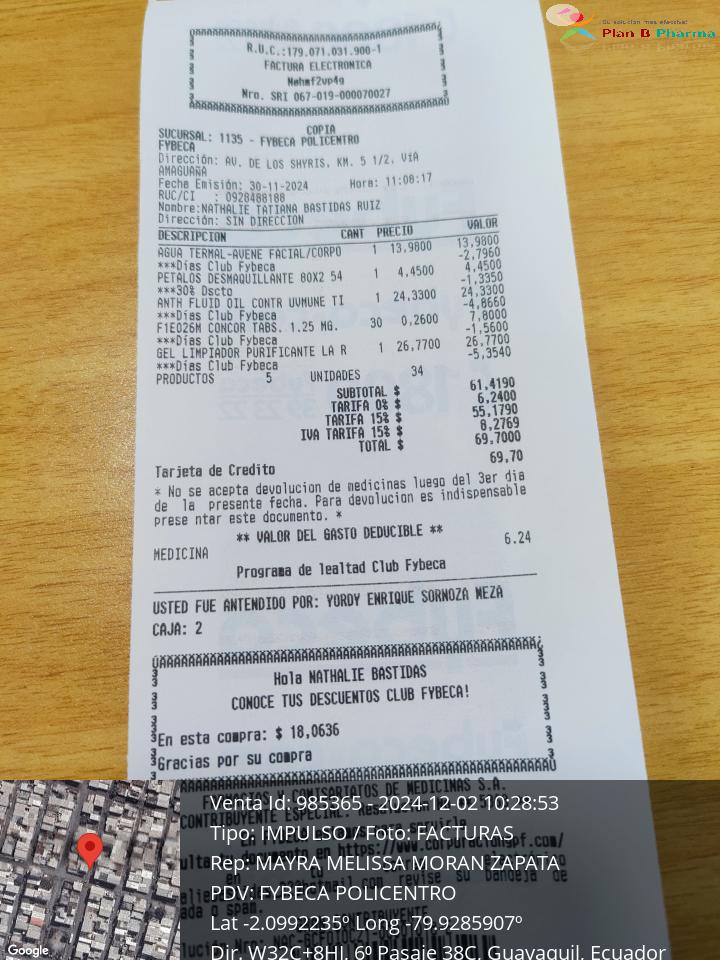 Su solucion mas efectiva!
Plan B Pharma
R.U.C.:179.071.031.900-1
FACTURA ELECTRONICA
Nro. SRI 067-019-000070027
COPIA
SUCURSAL: 1135 - FYBECA POLICENTRO
FYBECA
Dirección: AV. DE LOS SHYRIS, KM. 5 1/2, VíA
AMAGUAÑA
Fecha Emisión: 30-11-2024 Hora: 11:08:17
RUC/CI : 0928488188
Nombre:NATHALIE TATIANA BASTIDAS RUIZ
Dirección: SIN DIRECCION
DESCRIPCION CANT PRECIO VALOR
AGUA TERMAL-AVENE FACIAL/CORPO 1 13,9800 13,9800
***Días Club Fybeca -2,7960
PETALOS DESMAQUILLANTE 80X2 54 1 4,4500 4,4500
***30% Dscto -1,3350
ANTH FLUID OIL CONTR UVMUNE TI 1 24,3300 24,3300
***Días Club Fybeca -4,8660
F1E026M CONCOR TABS. 1.25 MG. 30 0,2600 7,8000
***Días Club Fybeca -1,5600
GEL LIMPIADOR PURIFICANTE LA R 1 26,7700 26,7700
***Días Club Fybeca -5,3540
PRODUCTOS 5 UNIDADES 34
SUBTOTAL $ 61,4190
TARIFA 0% $ 6,2400
TARIFA 15% $ 55,1790
IVA TARIFA 15% $ 8,2769
TOTAL $ 69,7000
Tarjeta de Credito 69,70
* No se acepta devolucion de medicinas luego del 3er dia
de la presente fecha. Para devolucion es indispensable
prese ntar este documento. *
** VALOR DEL GASTO DEDUCIBLE **
MEDICINA 6.24
Programa de lealtad Club Fybeca
USTED FUE ANTENDIDO POR: YORDY ENRIQUE SORNOZA MEZA
CAJA: 2
Hola NATHALIE BASTIDAS
CONOCE TUS DESCUENTOS CLUB FYBECA!
En esta compra: $ 18,0636
Gracias por su compra
Venta Id: 985365 - 2024-12-02 10:28:53
Tipo: IMPULSO / Foto: FACTURAS
Rep: MAYRA MELISSA MORAN ZAPATA
PDV: FYBECA POLICENTRO
Lat -2.0992235º Long -79.9285907º
Dir. W32C+8HJ, 6º Pasaje 38C, Guayaquil, Ecuador
Google